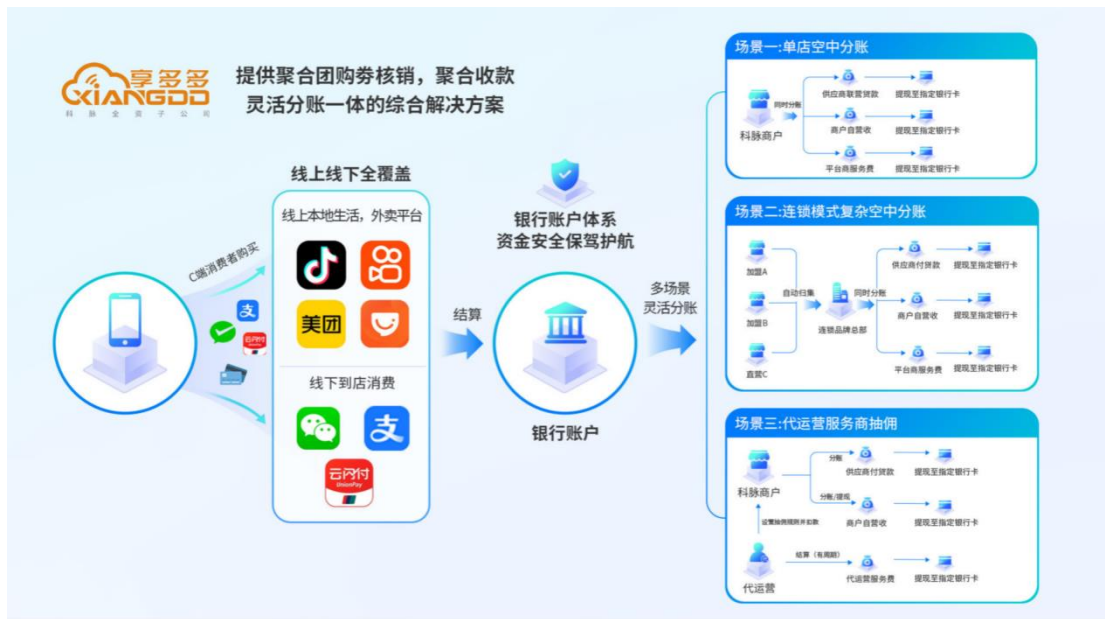 享多多
XIANGDD
科脉全资子公司
提供聚合团购券核销，聚合收款
灵活分账一体的综合解决方案
C端消费者购买
支
云闪付
线上线下全覆盖
线上本地生活，外卖平台
美团
线下到店消费
支
云闪付
UnionPay
结算
银行账户体系
资金安全保驾护航
银行账户
多场景
灵活分账
场景一:单店空中分账
科脉商户
同时分账
供应商联营货款
提现至指定银行卡
商户自营收
提现至指定银行卡
平台商服务费
提现至指定银行卡
场景二:连锁模式复杂空中分账
加盟A
加盟B
直营C
自动归集
连锁品牌总部
同时分账
供应商付货款
提现至指定银行卡
商户自营收
提现至指定银行卡
平台商服务费
提现至指定银行卡
场景三:代运营服务商抽佣
科脉商户
分账
供应商付货款
提现至指定银行卡
分账/提现
商户自营收
提现至指定银行卡
设置抽佣规则并扣款
代运营
结算（有周期）
代运营服务费
提现至指定银行卡